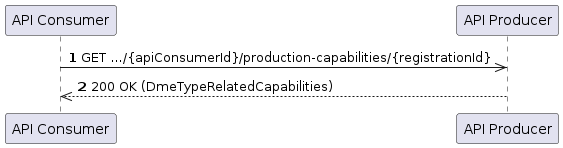 API Consumer
API Producer
1 GET .../{apiConsumerId}/production-capabilities/{registrationId}
2 200 OK (DmeTypeRelatedCapabilities)
API Consumer
API Producer